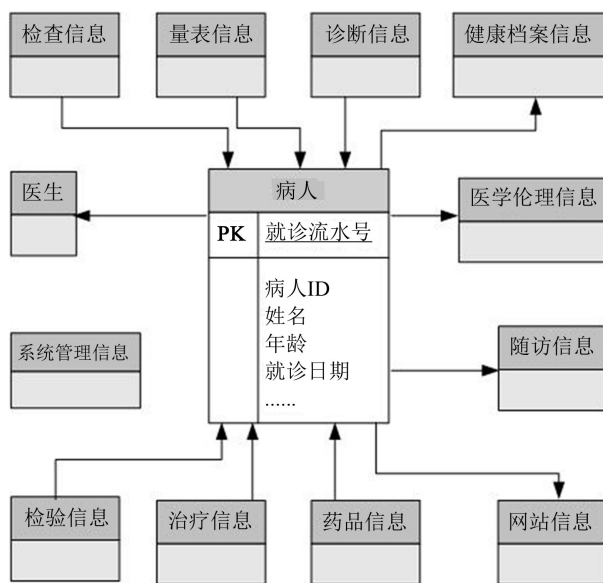 检查信息
量表信息
诊断信息
健康档案信息
医生
病人
医学伦理信息
PK 就诊流水号
病人ID
姓名
年龄
就诊日期
......
系统管理信息
随访信息
检验信息
治疗信息
药品信息
网站信息